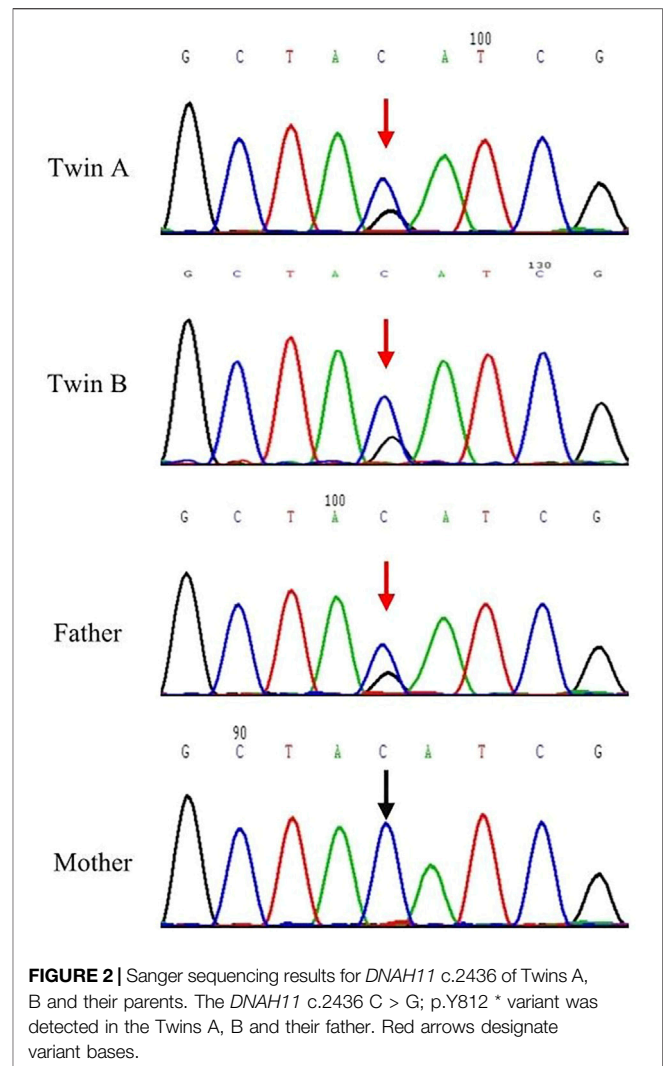 100
G C T A C A T C G
Twin A
130
G C T A C A T C G
Twin B
100
G C T A C A T C G
Father
90
G C T A C A T C G
Mother
FIGURE 2 | Sanger sequencing results for DNAH11 c.2436 of Twins A,
B and their parents. The DNAH11 c.2436 C > G; p.Y812 * variant was
detected in the Twins A, B and their father. Red arrows designate
variant bases.